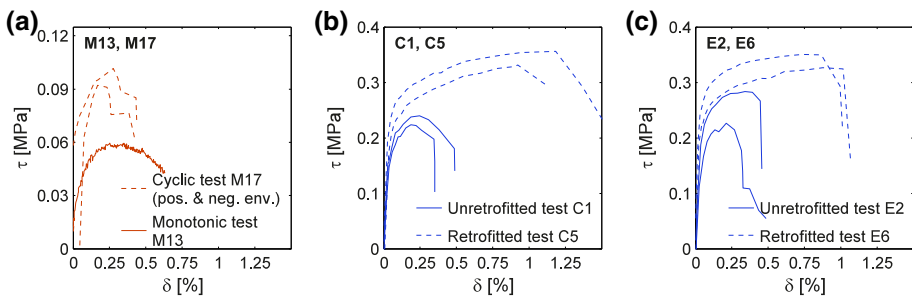 (a)
M13, M17
0.12
0.09
0.06
0.03
0
τ [MPa]
Cyclic test M17
(pos. & neg. env.)
Monotonic test
M13
0 0.25 0.5 0.75 1 1.25
δ [%]
(b)
C1, C5
0.4
0.3
0.2
0.1
0
τ [MPa]
Unretrofitted test C1
Retrofitted test C5
0 0.25 0.5 0.75 1 1.25
δ [%]
(c)
E2, E6
0.4
0.3
0.2
0.1
0
τ [MPa]
Unretrofitted test E2
Retrofitted test E6
0 0.25 0.5 0.75 1 1.25
δ [%]